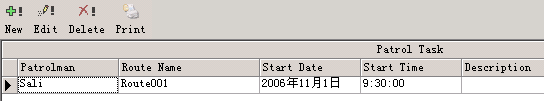 New Edit Delete Print
Patrol Task
Patrolman Route Name Start Date Start Time Description
Sali Route001 2006年11月1日 9:30:00